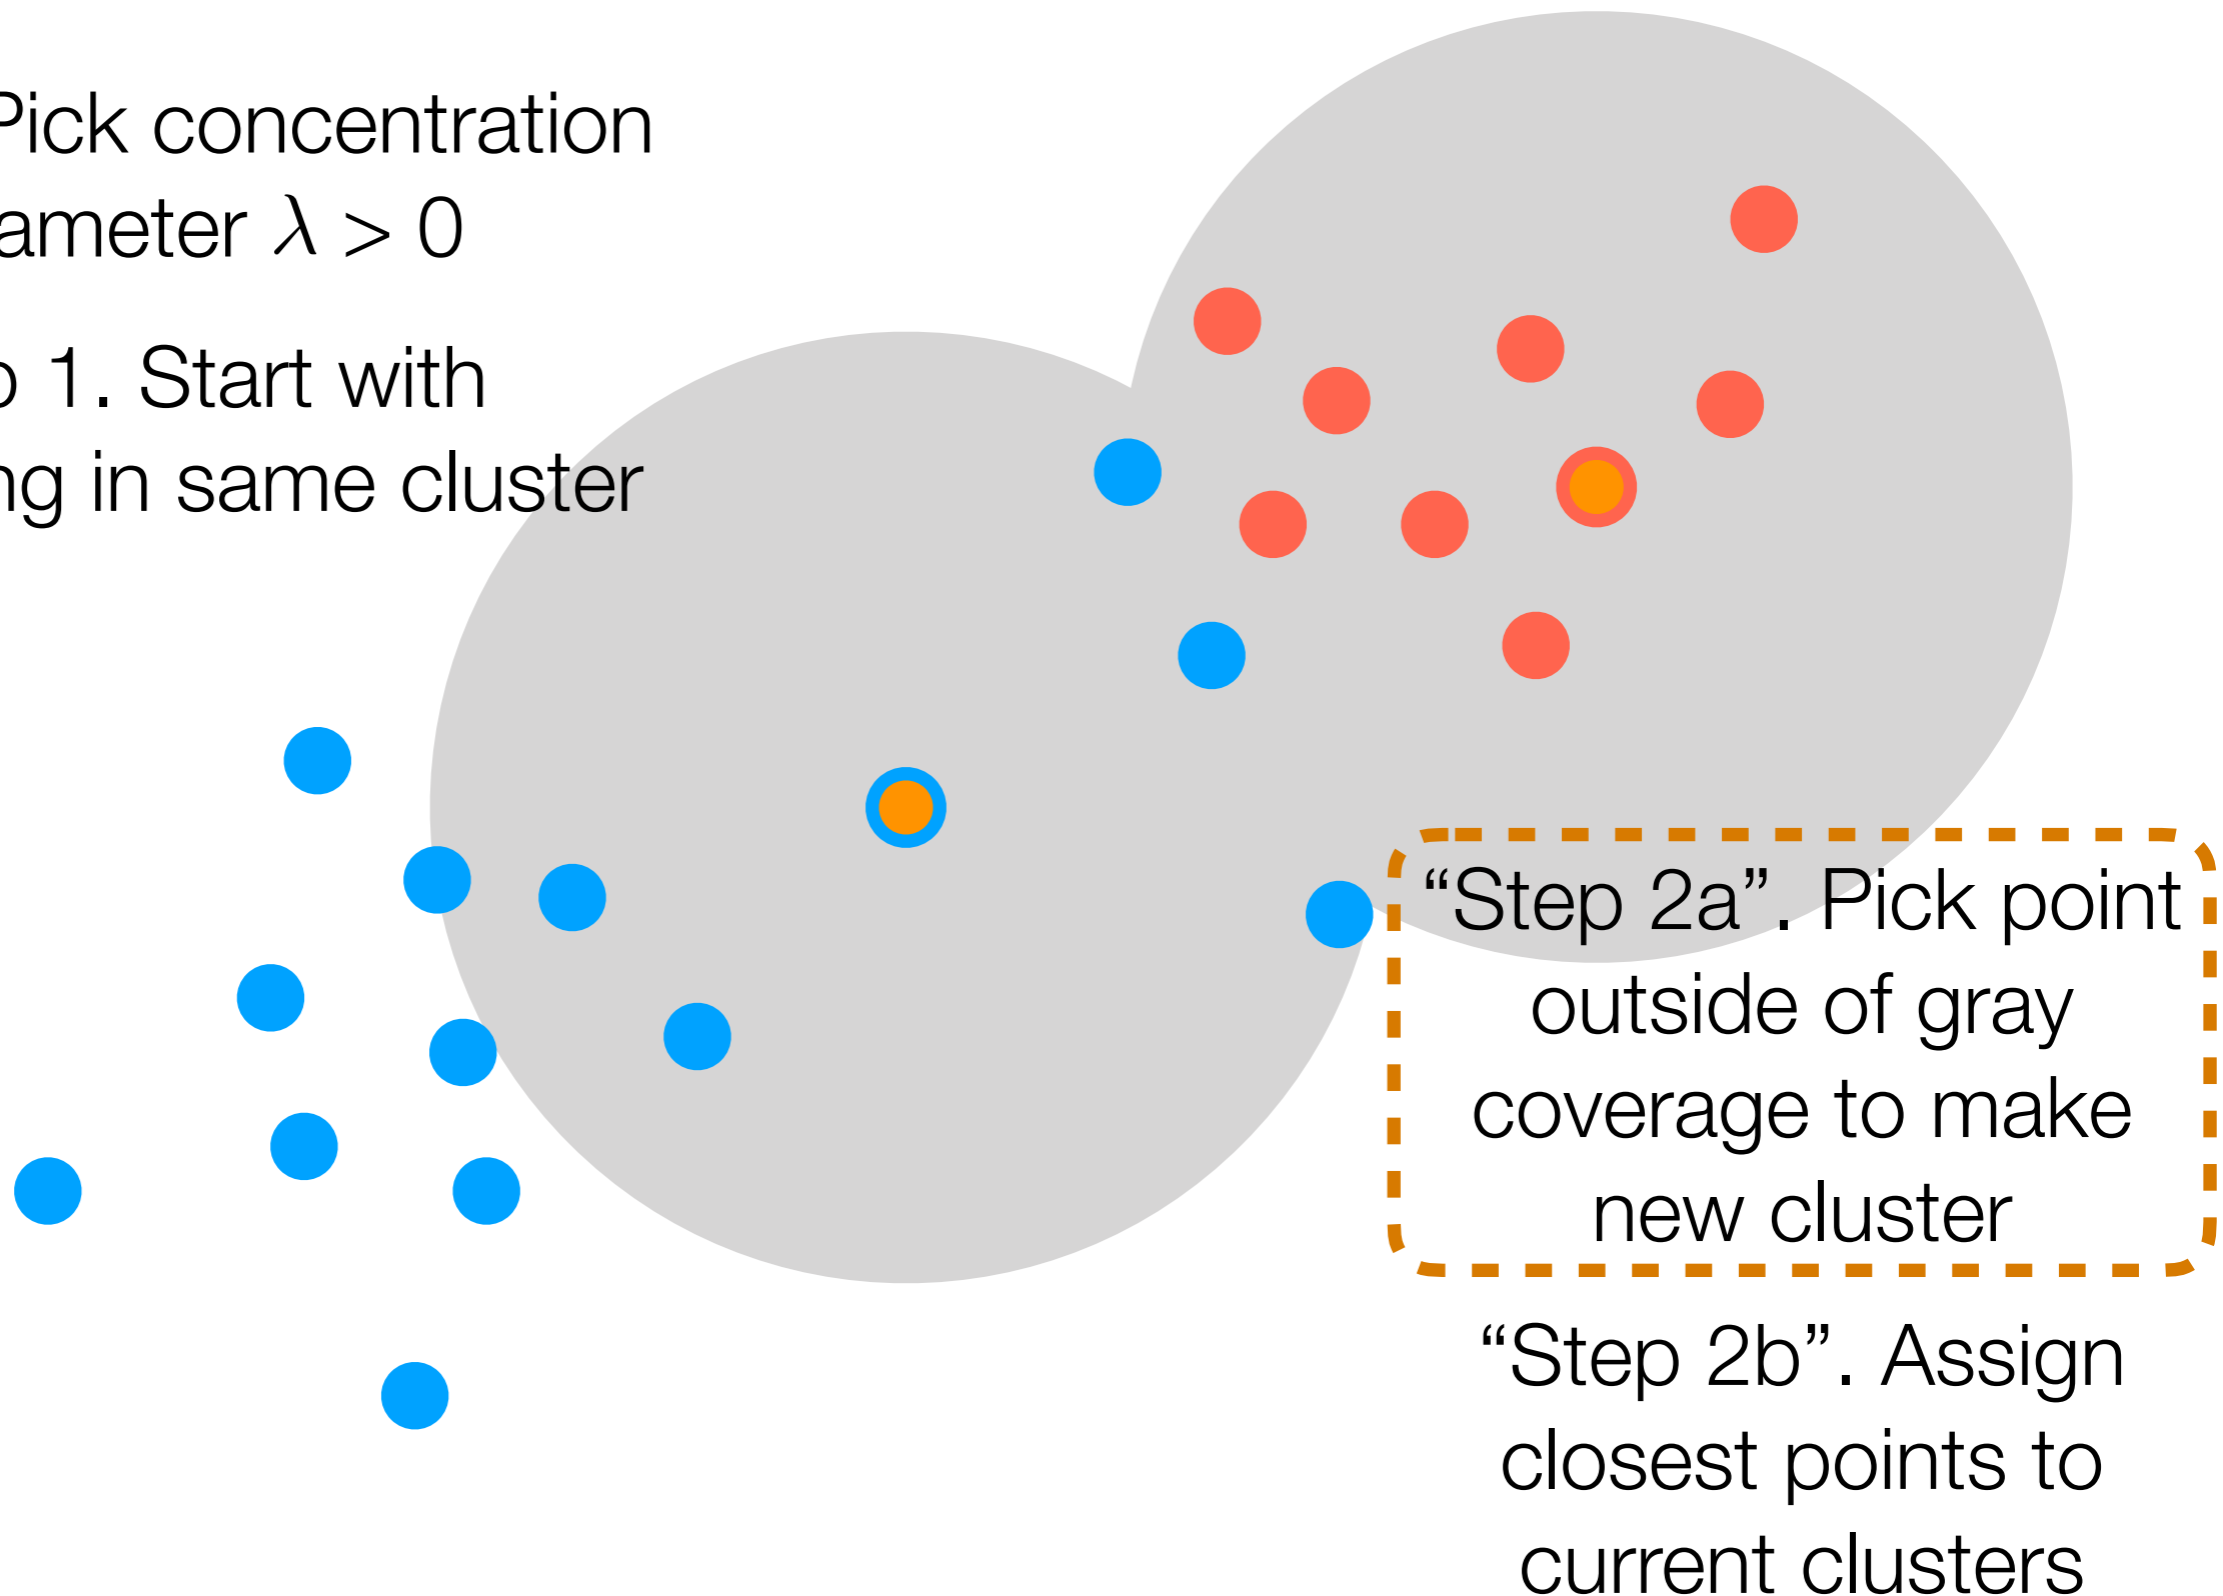 Pick concentration
ameter λ > 0
p 1. Start with
ng in same cluster
“Step 2a”. Pick point
outside of gray
coverage to make
new cluster
“Step 2b”. Assign
closest points to
current clusters